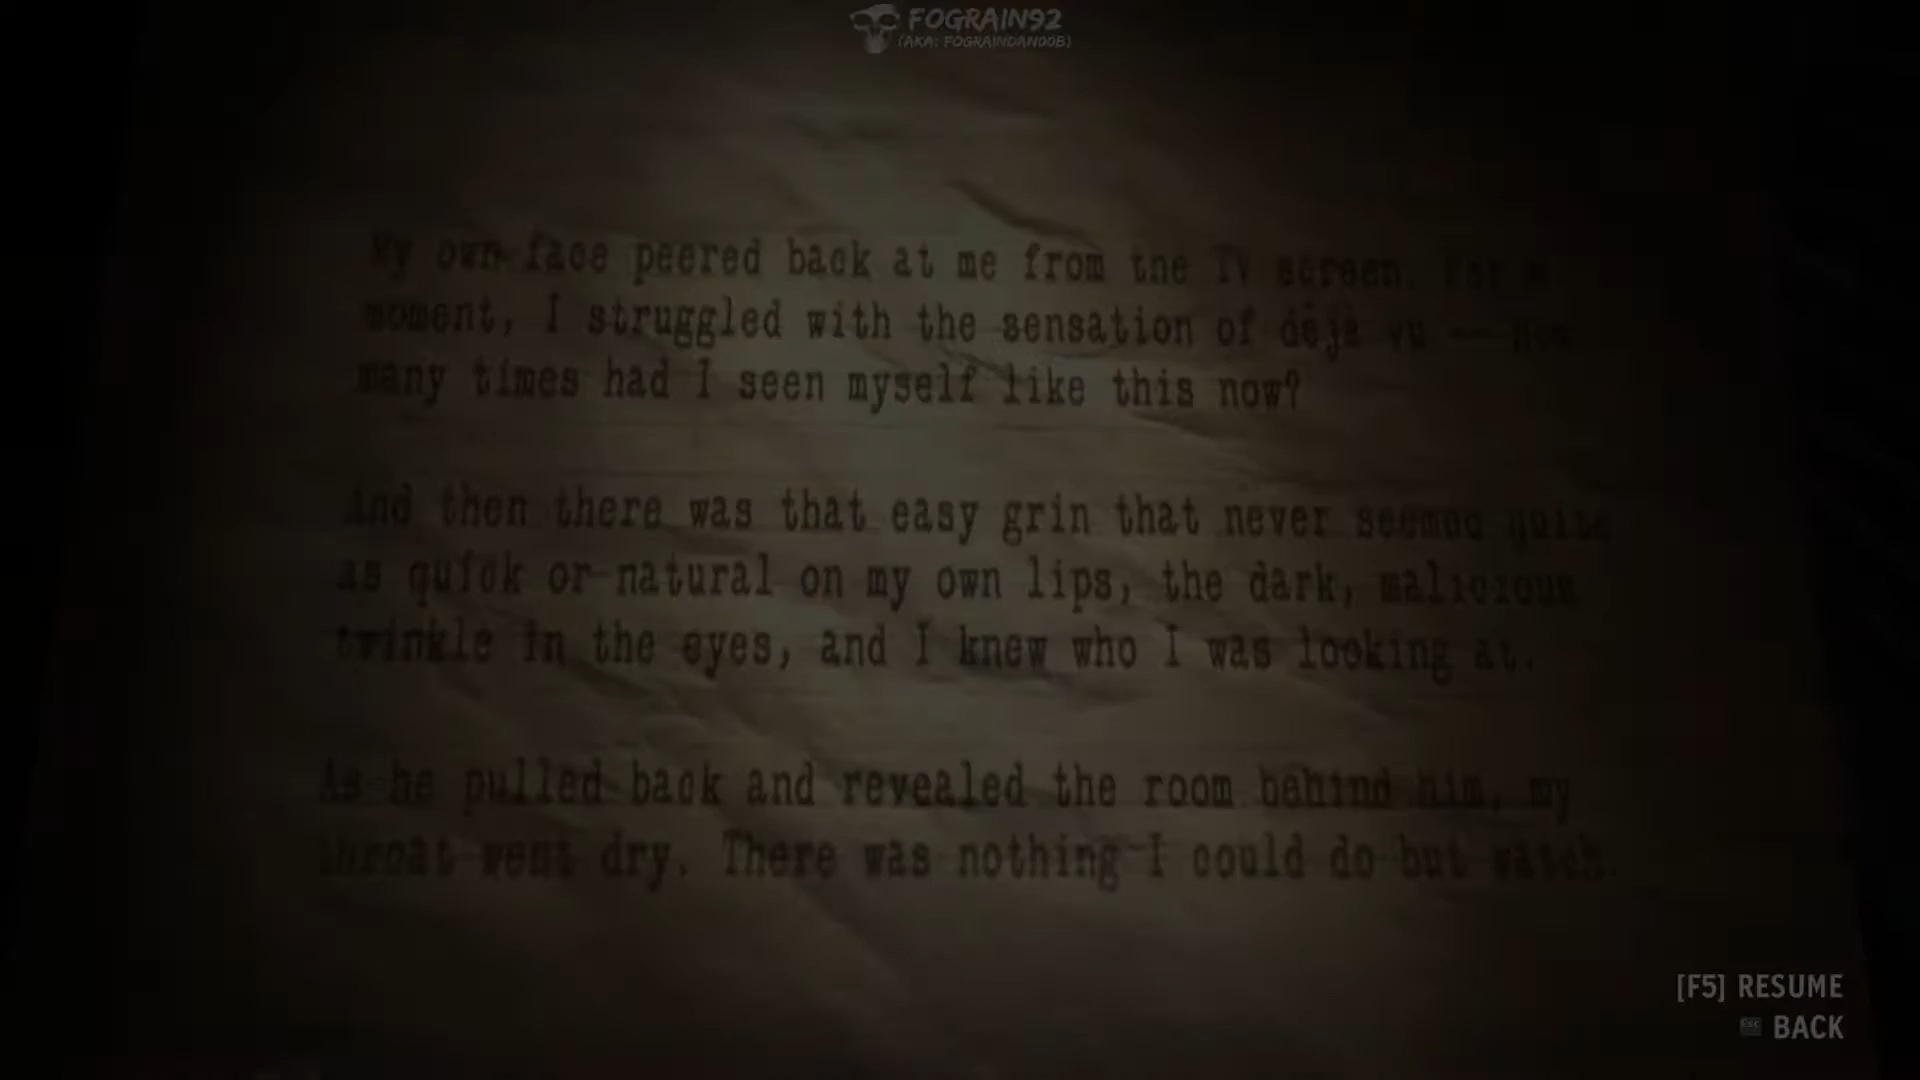 FOGRAIN92
(AKA: FOGRAINDANOOB)
My own face peered back at me from the TV screen. For a
moment, I struggled with the sensation of déjà vu -- how
many times had I seen myself like this now?
And then there was that easy grin that never seemed quite
as quick or natural on my own lips, the dark, malicious
twinkle in the eyes, and I knew who I was looking at.
As he pulled back and revealed the room behind him, my
throat went dry. There was nothing I could do but watch.
[F5] RESUME
Esc BACK